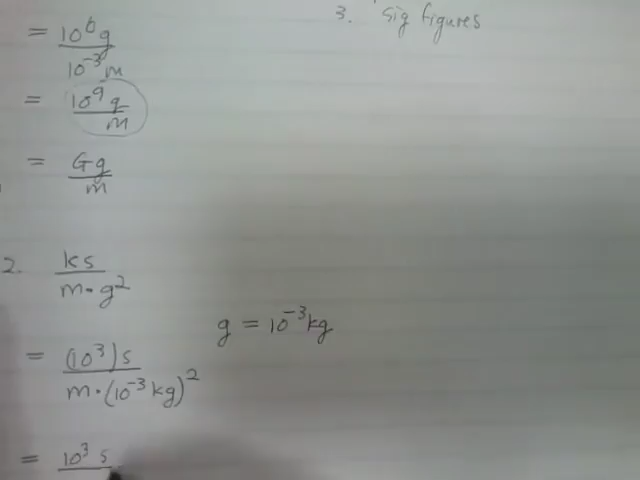 = 10⁶g / 10⁻³m
= 10⁹g / m
= Gg / m
3. Sig figures
2. ks / m·g²
g = 10⁻³kg
= (10³)s / m·(10⁻³kg)²
= 10³ s